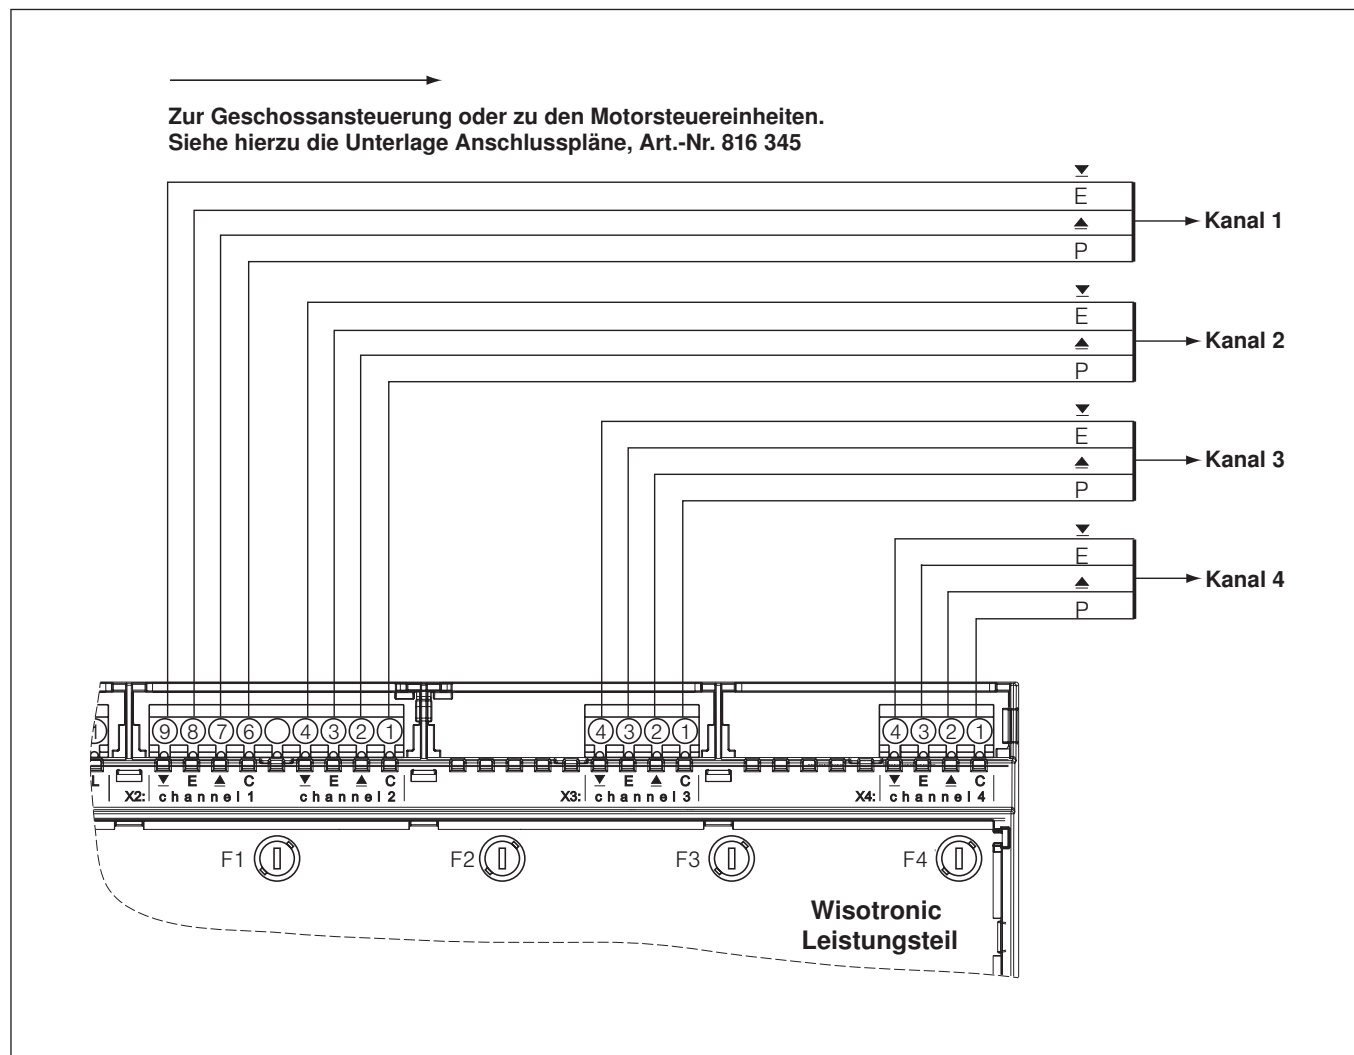 Zur Geschossansteuerung oder zu den Motorsteuereinheiten.
Siehe hierzu die Unterlage Anschlusspläne, Art.-Nr. 816 345
E
P
Kanal 1
E
P
Kanal 2
E
P
Kanal 3
E
P
Kanal 4
1 9 8 7 6 4 3 2 1 4 3 2 1 4 3 2 1
L E C E C E C E C
X2: channel 1 channel 2 X3: channel 3 X4: channel 4
F1 F2 F3 F4
Wisotronic
Leistungsteil